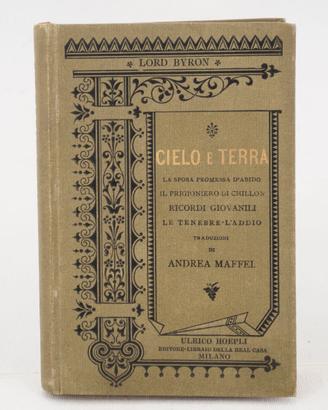 LORD BYRON
CIELO E TERRA
LA SPOSA PROMESSA D'ABIDO
IL PRIGIONIERO DI CHILLON
RICORDI GIOVANILI
LE TENEBRE-L'ADDIO
TRADUZIONI
DI
ANDREA MAFFEI.
ULRICO HOEPLI
EDITORE-LIBRAIO DELLA REAL CASA
MILANO